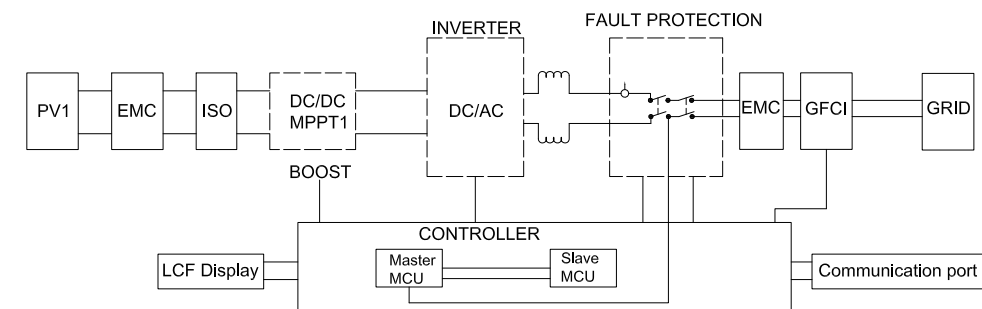 INVERTER
FAULT PROTECTION
PV1
EMC
ISO
DC/DC
MPPT1
DC/AC
EMC
GFCI
GRID
BOOST
CONTROLLER
LCF Display
Master
MCU
Slave
MCU
Communication port